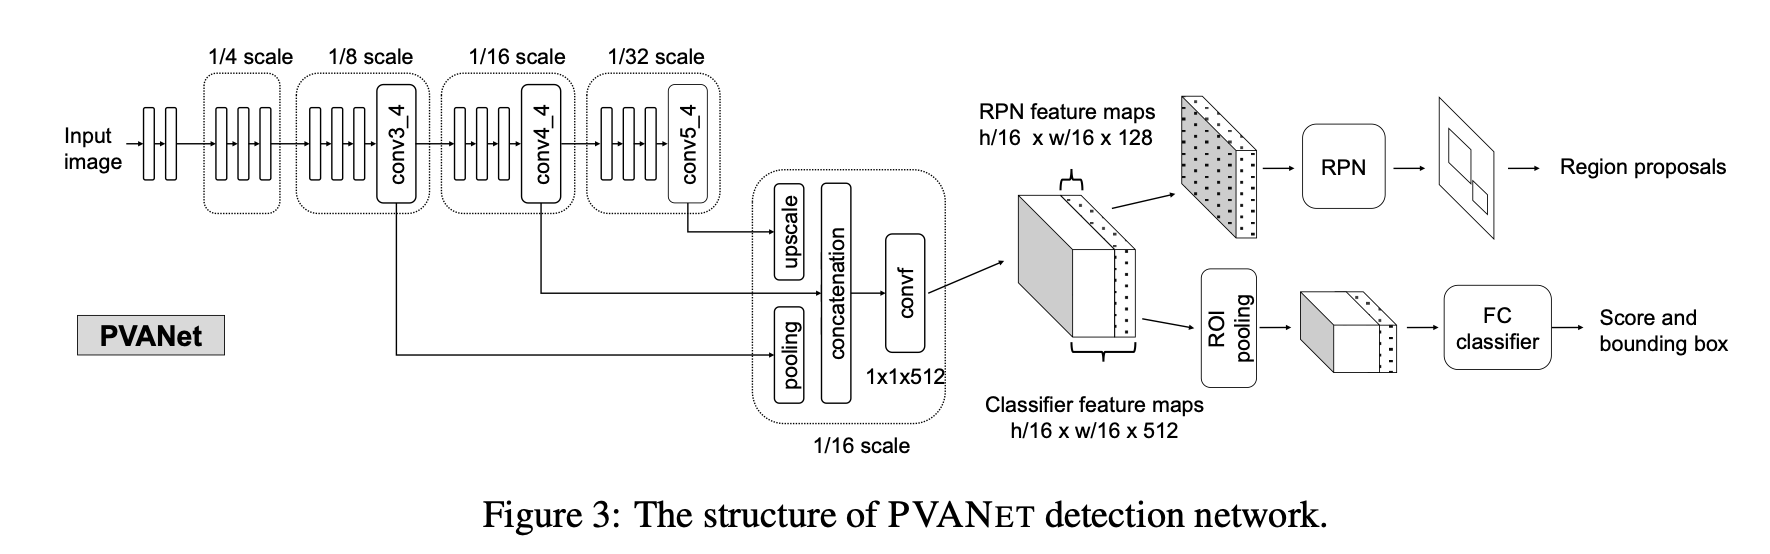 1/4 scale
1/8 scale
1/16 scale
1/32 scale
Input
image
conv3_4
conv4_4
conv5_4
upscale
pooling
concatenation
convf
1x1x512
1/16 scale
PVANet
RPN feature maps
h/16 x w/16 x 128
RPN
Region proposals
Classifier feature maps
h/16 x w/16 x 512
ROI
pooling
FC
classifier
Score and
bounding box
Figure 3: The structure of PVANET detection network.